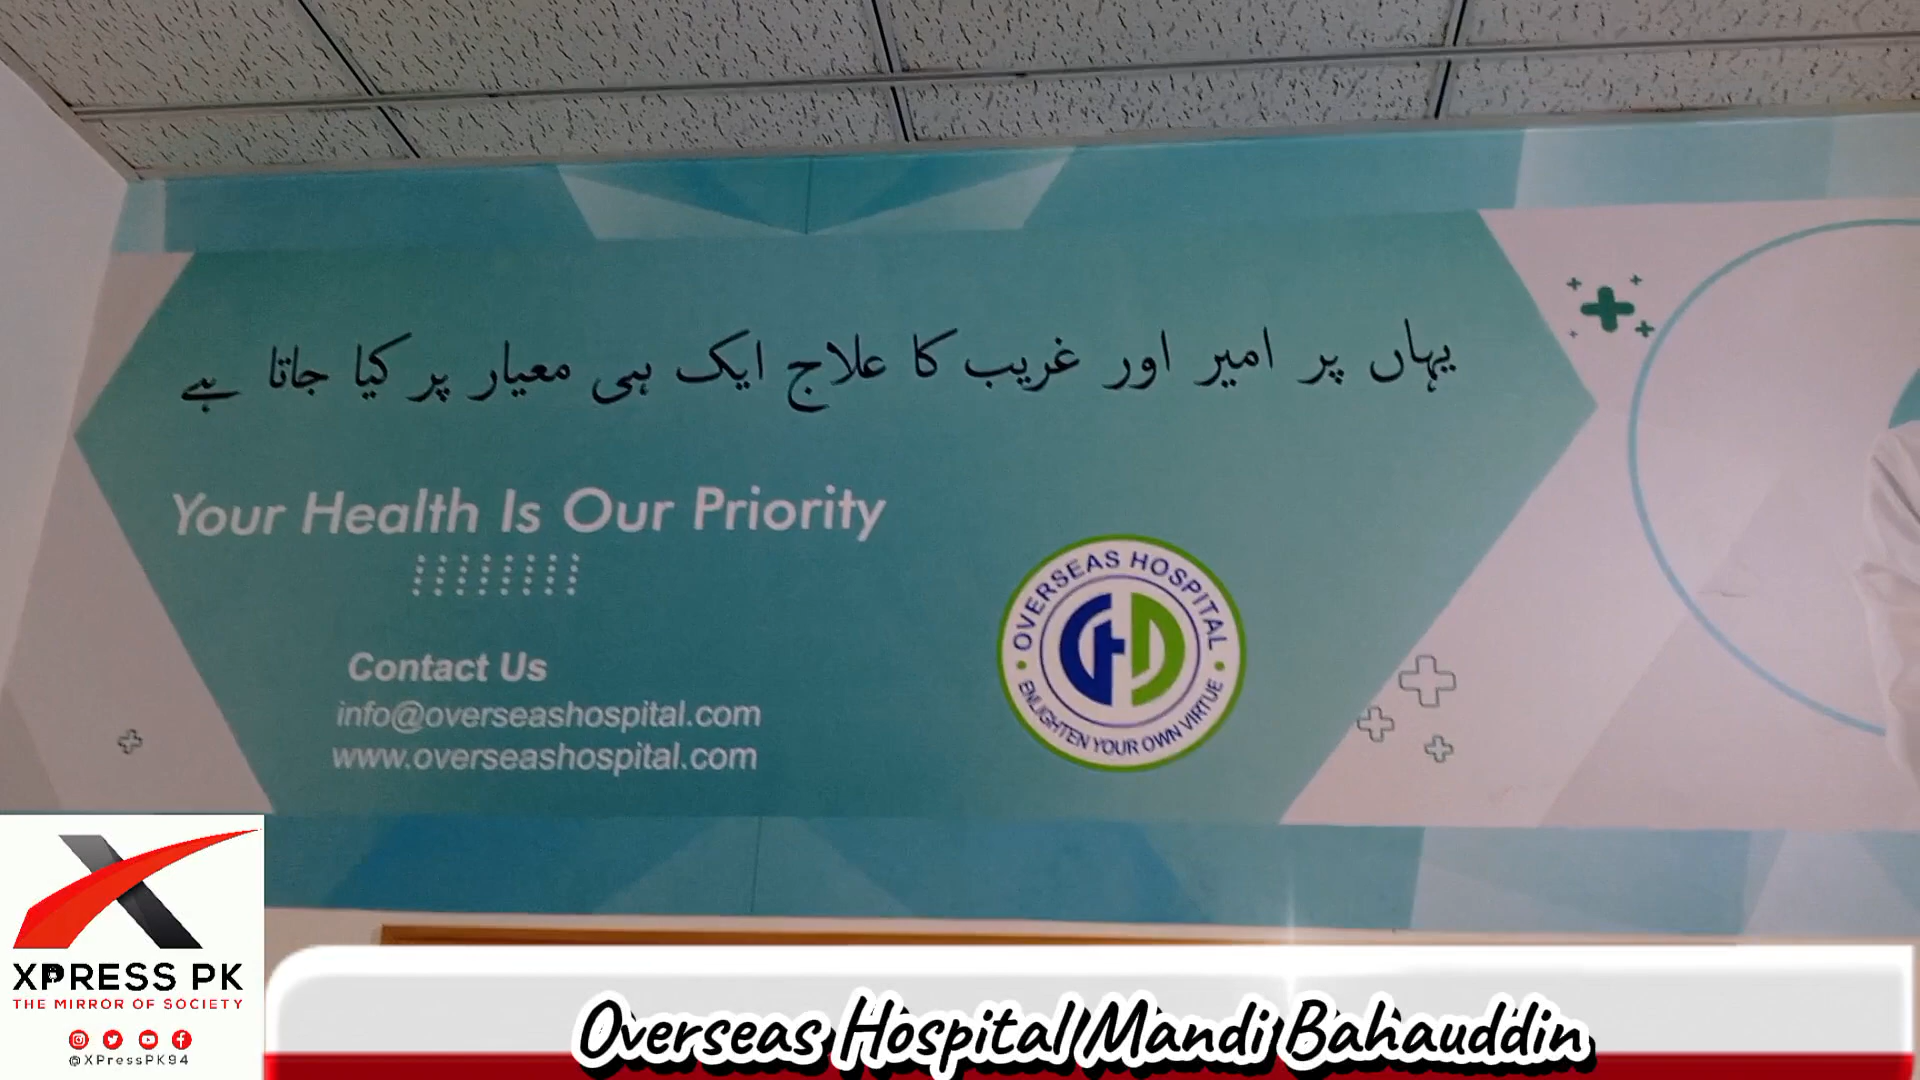 یہاں پر امیر اور غریب کا علاج ایک ہی معیار پر کیا جاتا ہے
Your Health Is Our Priority
OVERSEAS HOSPITAL
ENLIGHTEN YOUR OWN VIRTUE
Contact Us
info@overseashospital.com
www.overseashospital.com
XPRESS PK
THE MIRROR OF SOCIETY
@XPressPK94
Overseas Hospital Mandi Bahauddin